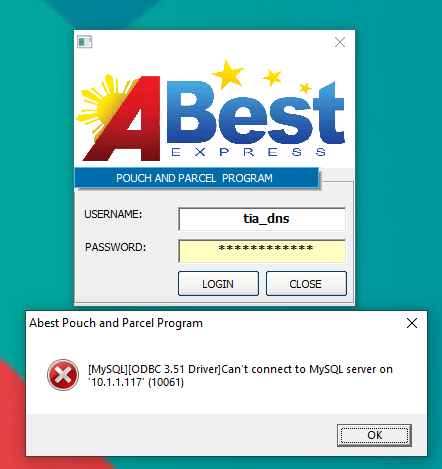 ABest
EXPRESS
POUCH AND PARCEL PROGRAM
USERNAME:
tia_dns
PASSWORD:
************
LOGIN
CLOSE
Abest Pouch and Parcel Program
[MySQL][ODBC 3.51 Driver]Can't connect to MySQL server on
'10.1.1.117' (10061)
OK